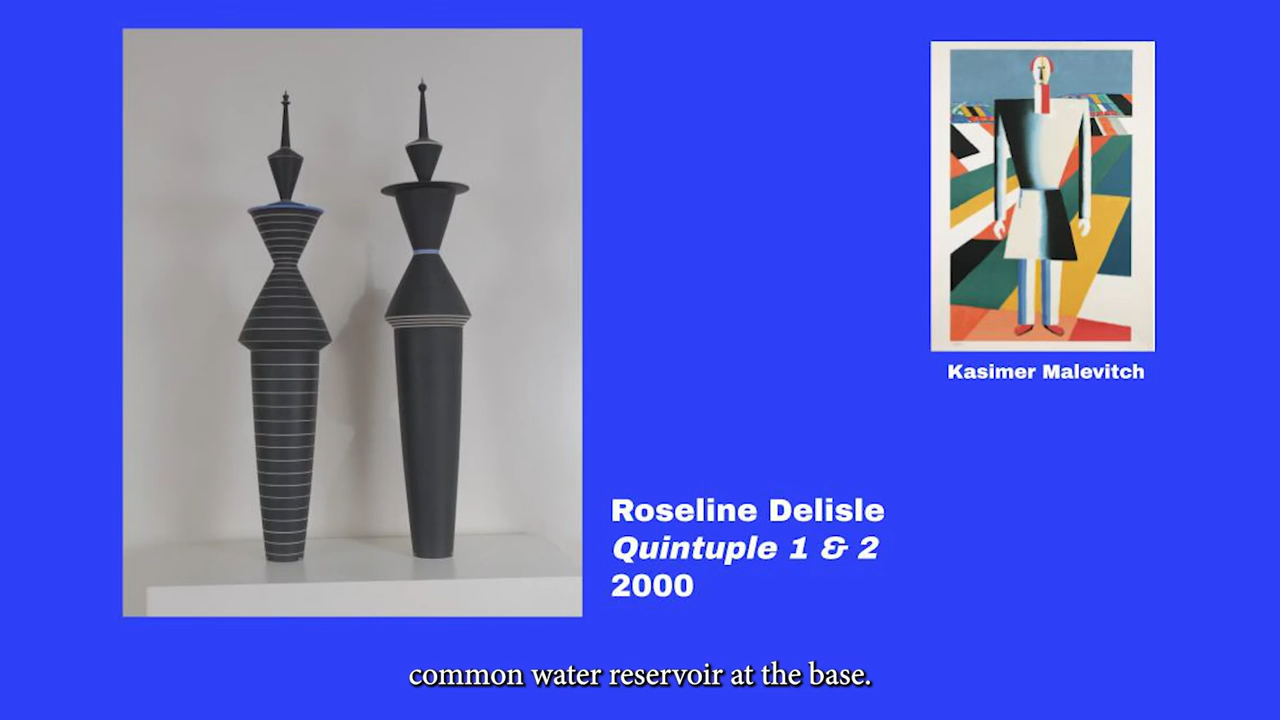 Kasimer Malevitch
Roseline Delisle
Quintuple 1 & 2
2000
common water reservoir at the base.